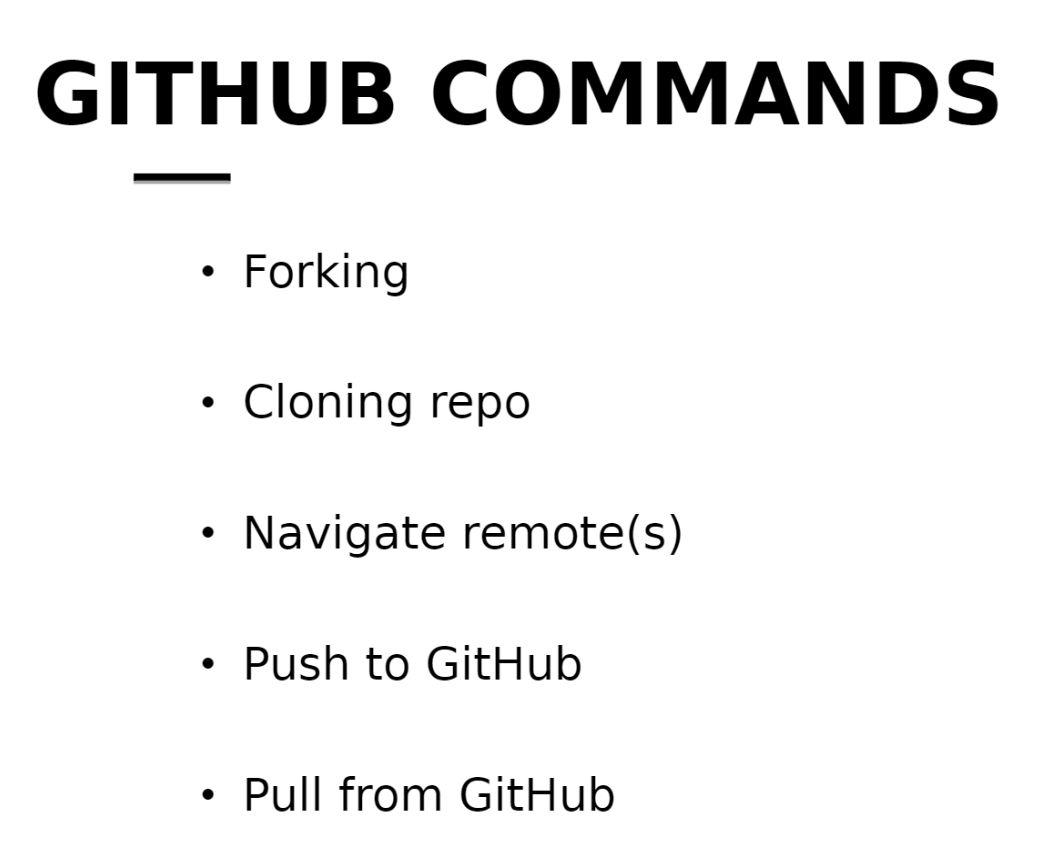 GITHUB COMMANDS
• Forking
• Cloning repo
• Navigate remote(s)
• Push to GitHub
• Pull from GitHub